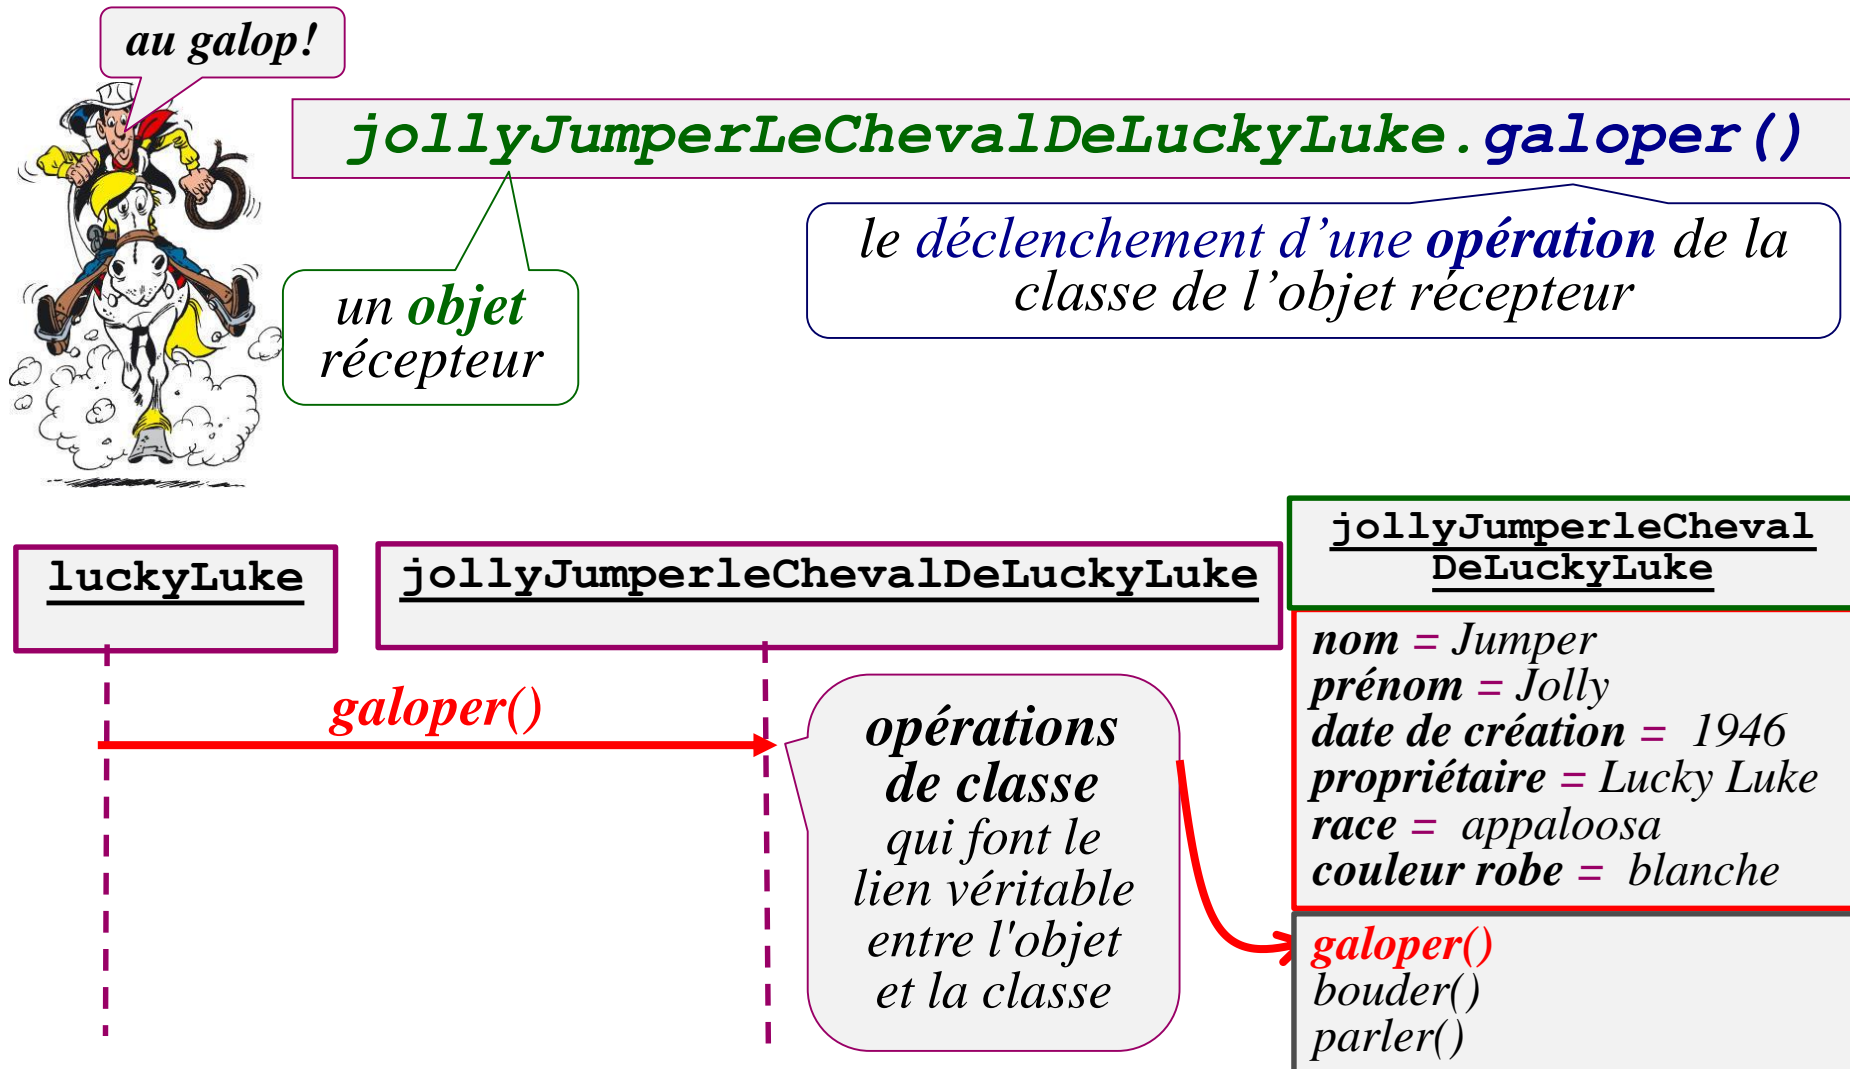 au galop!
jollyJumperLeChevalDeLuckyLuke.galoper()
un objet
récepteur
le déclenchement d’une opération de la
classe de l’objet récepteur
luckyLuke
jollyJumperleChevalDeLuckyLuke
galoper()
opérations
de classe
qui font le
lien véritable
entre l'objet
et la classe
jollyJumperleCheval
DeLuckyLuke
nom = Jumper
prénom = Jolly
date de création = 1946
propriétaire = Lucky Luke
race = appaloosa
couleur robe = blanche
galoper()
bouder()
parler()